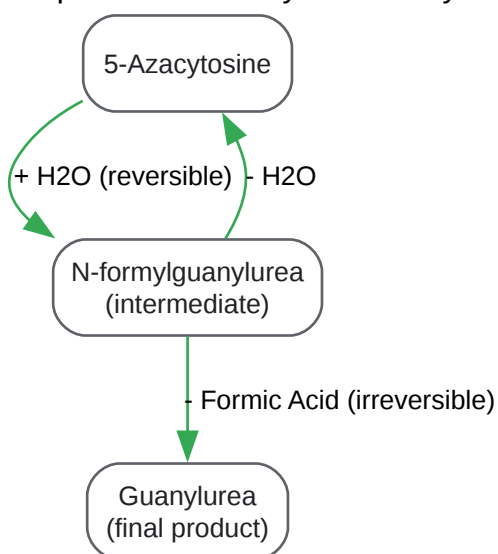 5-Azacytosine
+ H2O (reversible)
- H2O
N-formylguanylurea
(intermediate)
- Formic Acid (irreversible)
Guanylurea
(final product)